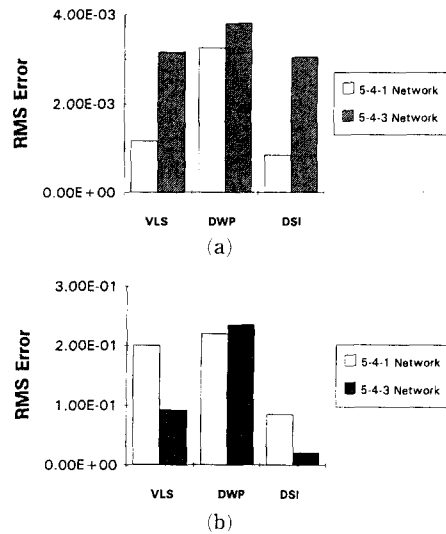 4.00E-03
2.00E-03
0.00E+00
RMS Error
VLS DWP DSI
5-4-1 Network
5-4-3 Network
(a)
3.00E-01
2.00E-01
1.00E-01
0.00E+00
RMS Error
VLS DWP DSI
5-4-1 Network
5-4-3 Network
(b)